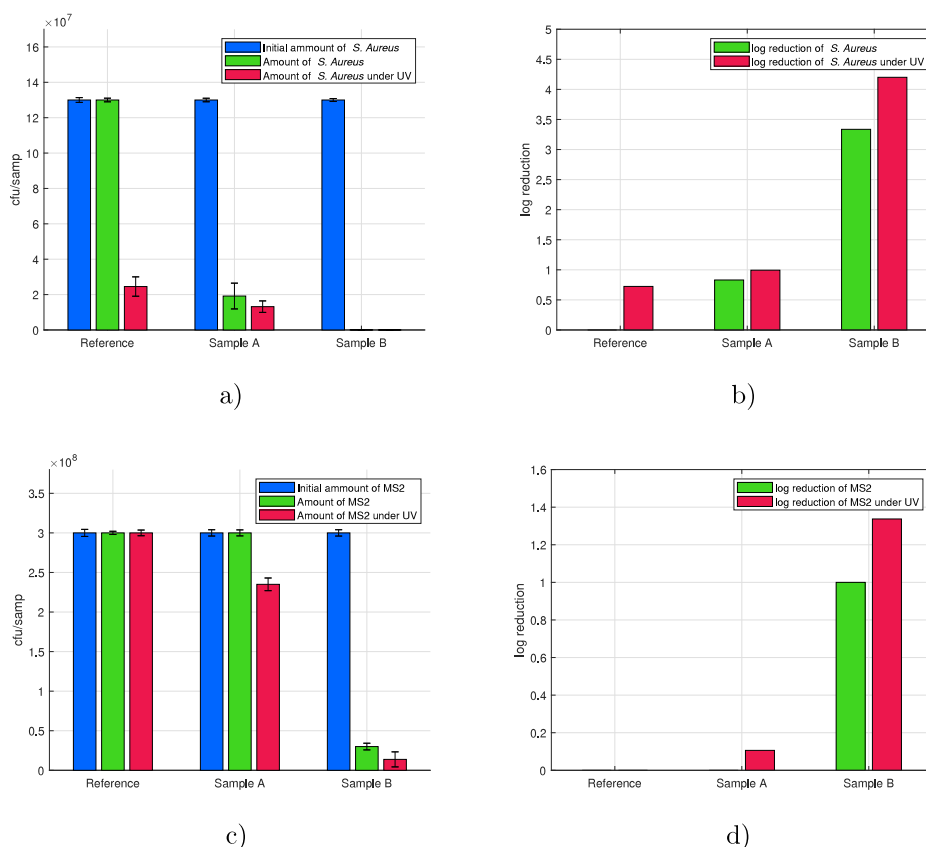 ×10⁷
Initial ammount of S. Aureus
Amount of S. Aureus
Amount of S. Aureus under UV
16
14
12
10
8
6
4
2
0
cfu/samp
Reference Sample A Sample B
a)
log reduction of S. Aureus
log reduction of S. Aureus under UV
5
4.5
4
3.5
3
2.5
2
1.5
1
0.5
0
log reduction
Reference Sample A Sample B
b)
×10⁸
Initial ammount of MS2
Amount of MS2
Amount of MS2 under UV
3.5
3
2.5
2
1.5
1
0.5
0
cfu/samp
Reference Sample A Sample B
c)
log reduction of MS2
log reduction of MS2 under UV
1.6
1.4
1.2
1
0.8
0.6
0.4
0.2
0
log reduction
Reference Sample A Sample B
d)